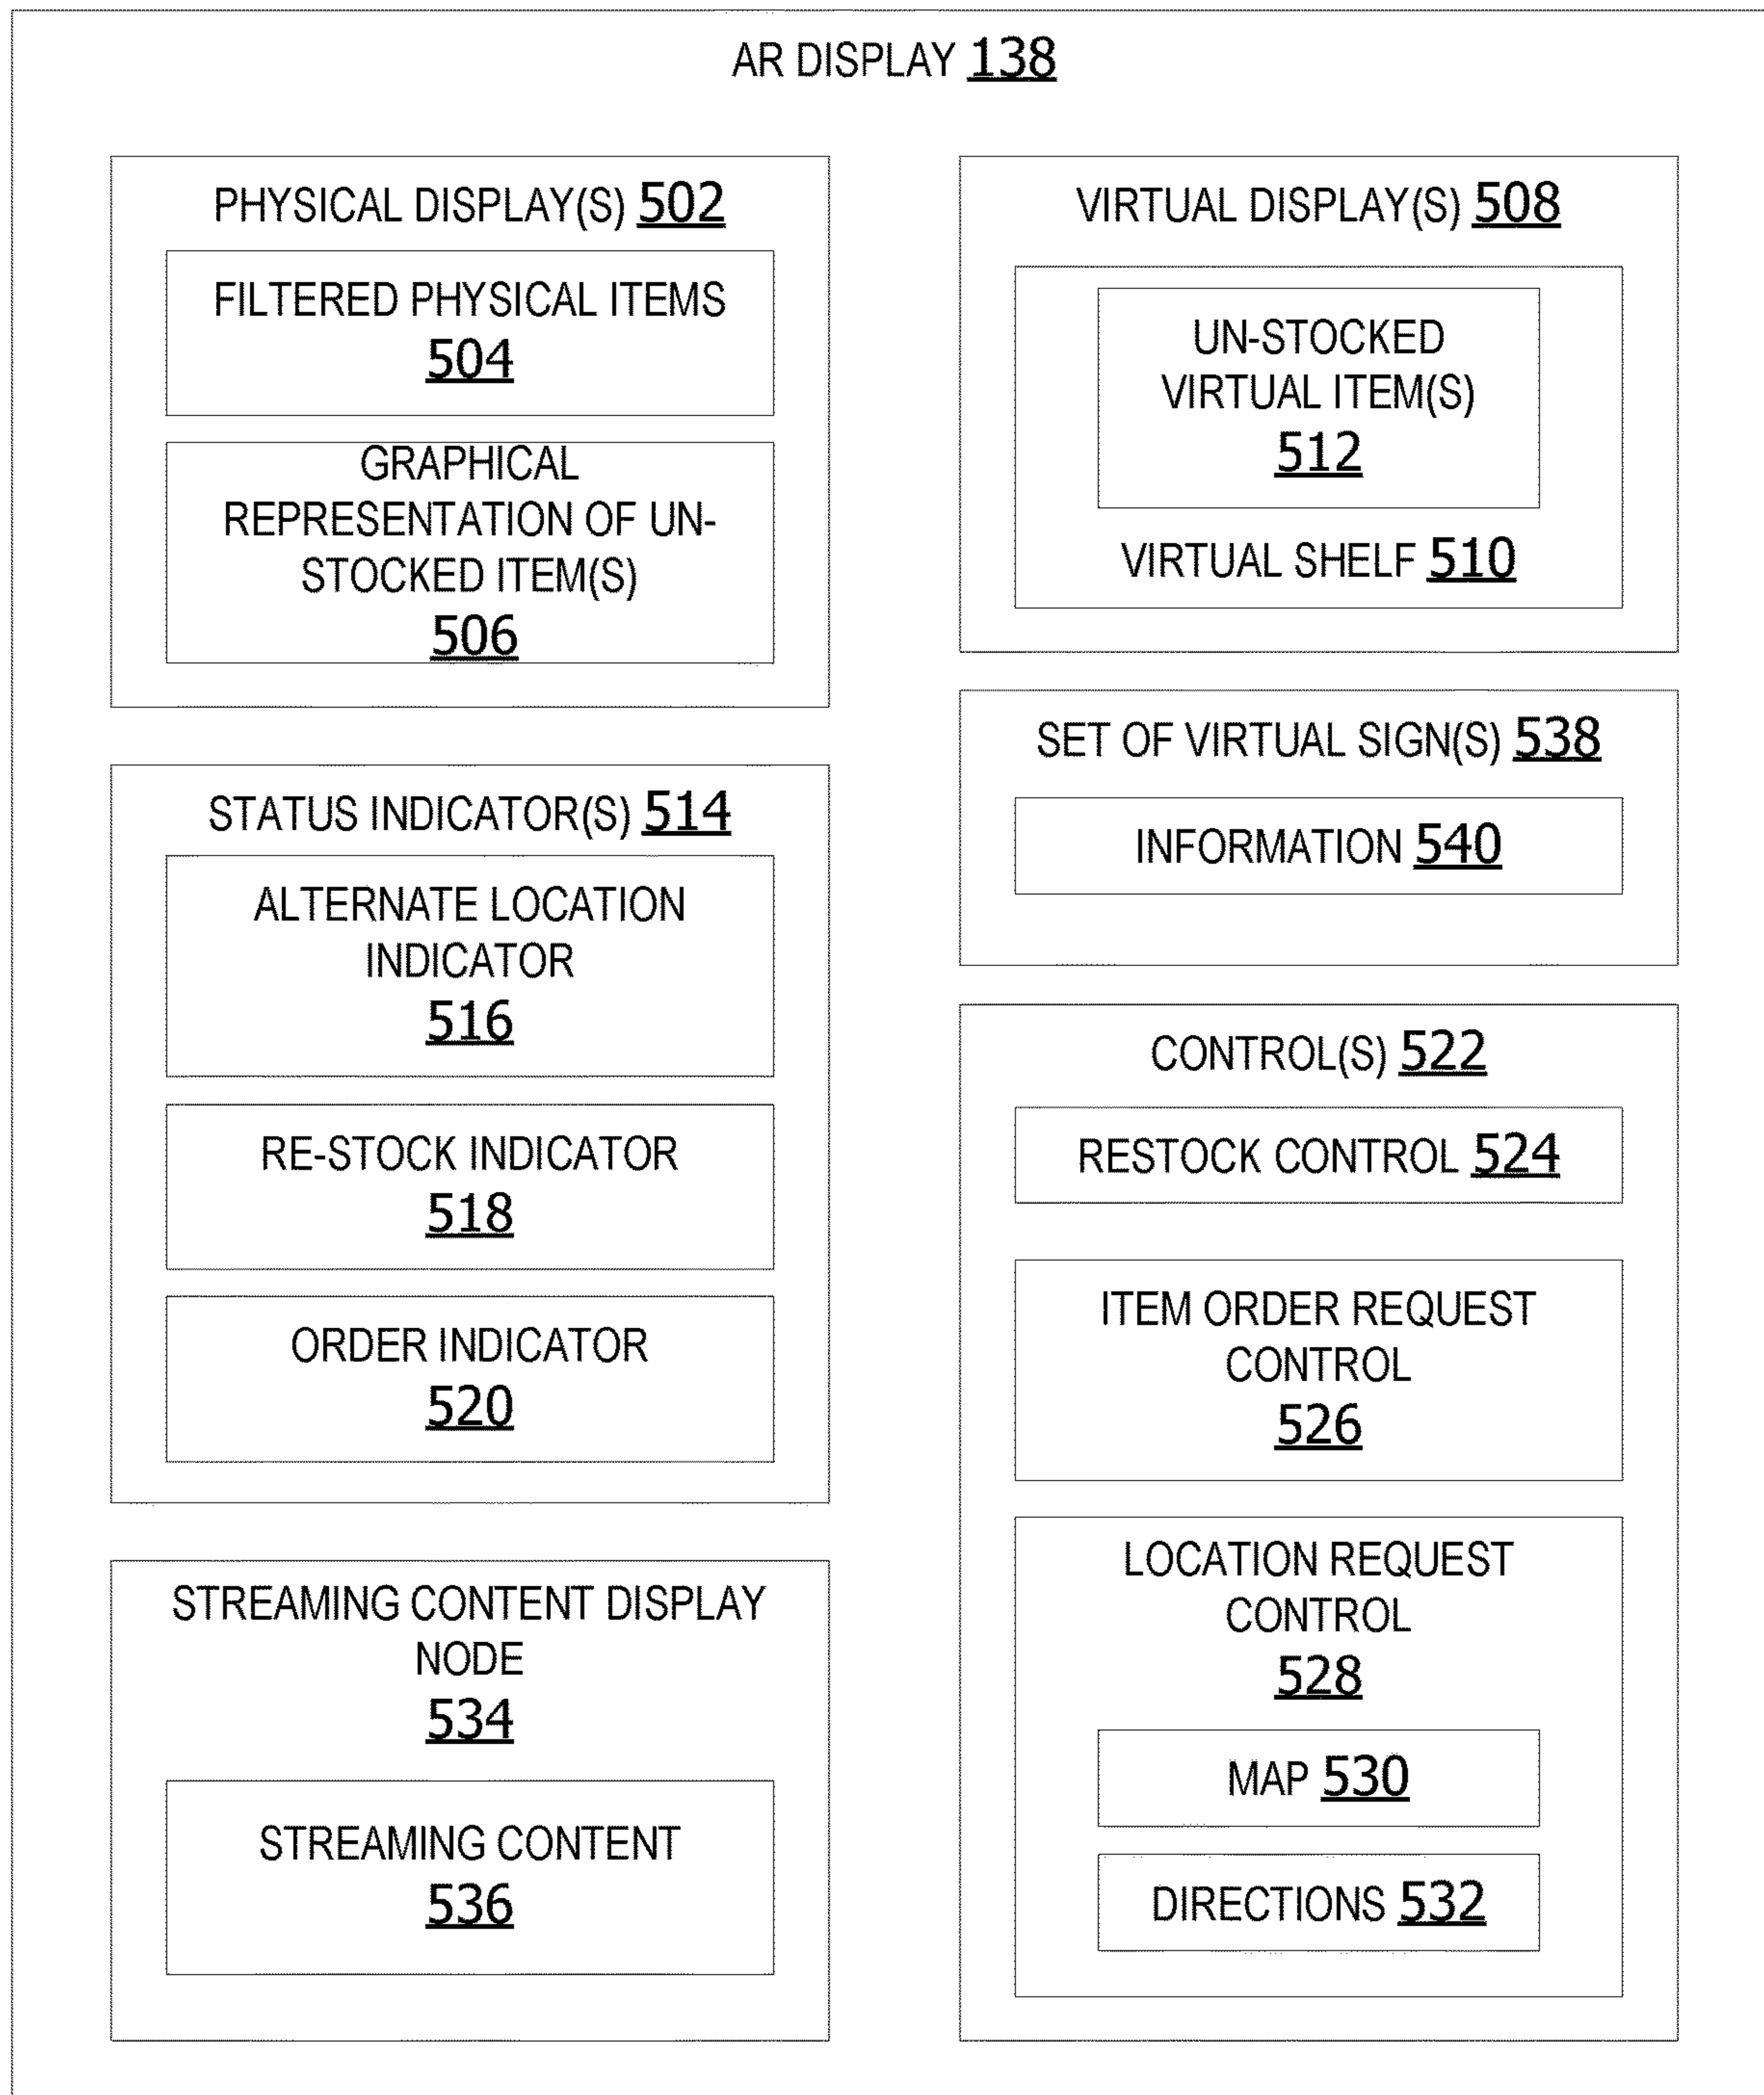 AR DISPLAY 138
PHYSICAL DISPLAY(S) 502
FILTERED PHYSICAL ITEMS
504
GRAPHICAL
REPRESENTATION OF UN-
STOCKED ITEM(S)
506
STATUS INDICATOR(S) 514
ALTERNATE LOCATION
INDICATOR
516
RE-STOCK INDICATOR
518
ORDER INDICATOR
520
STREAMING CONTENT DISPLAY
NODE
534
STREAMING CONTENT
536
VIRTUAL DISPLAY(S) 508
UN-STOCKED
VIRTUAL ITEM(S)
512
VIRTUAL SHELF 510
SET OF VIRTUAL SIGN(S) 538
INFORMATION 540
CONTROL(S) 522
RESTOCK CONTROL 524
ITEM ORDER REQUEST
CONTROL
526
LOCATION REQUEST
CONTROL
528
MAP 530
DIRECTIONS 532